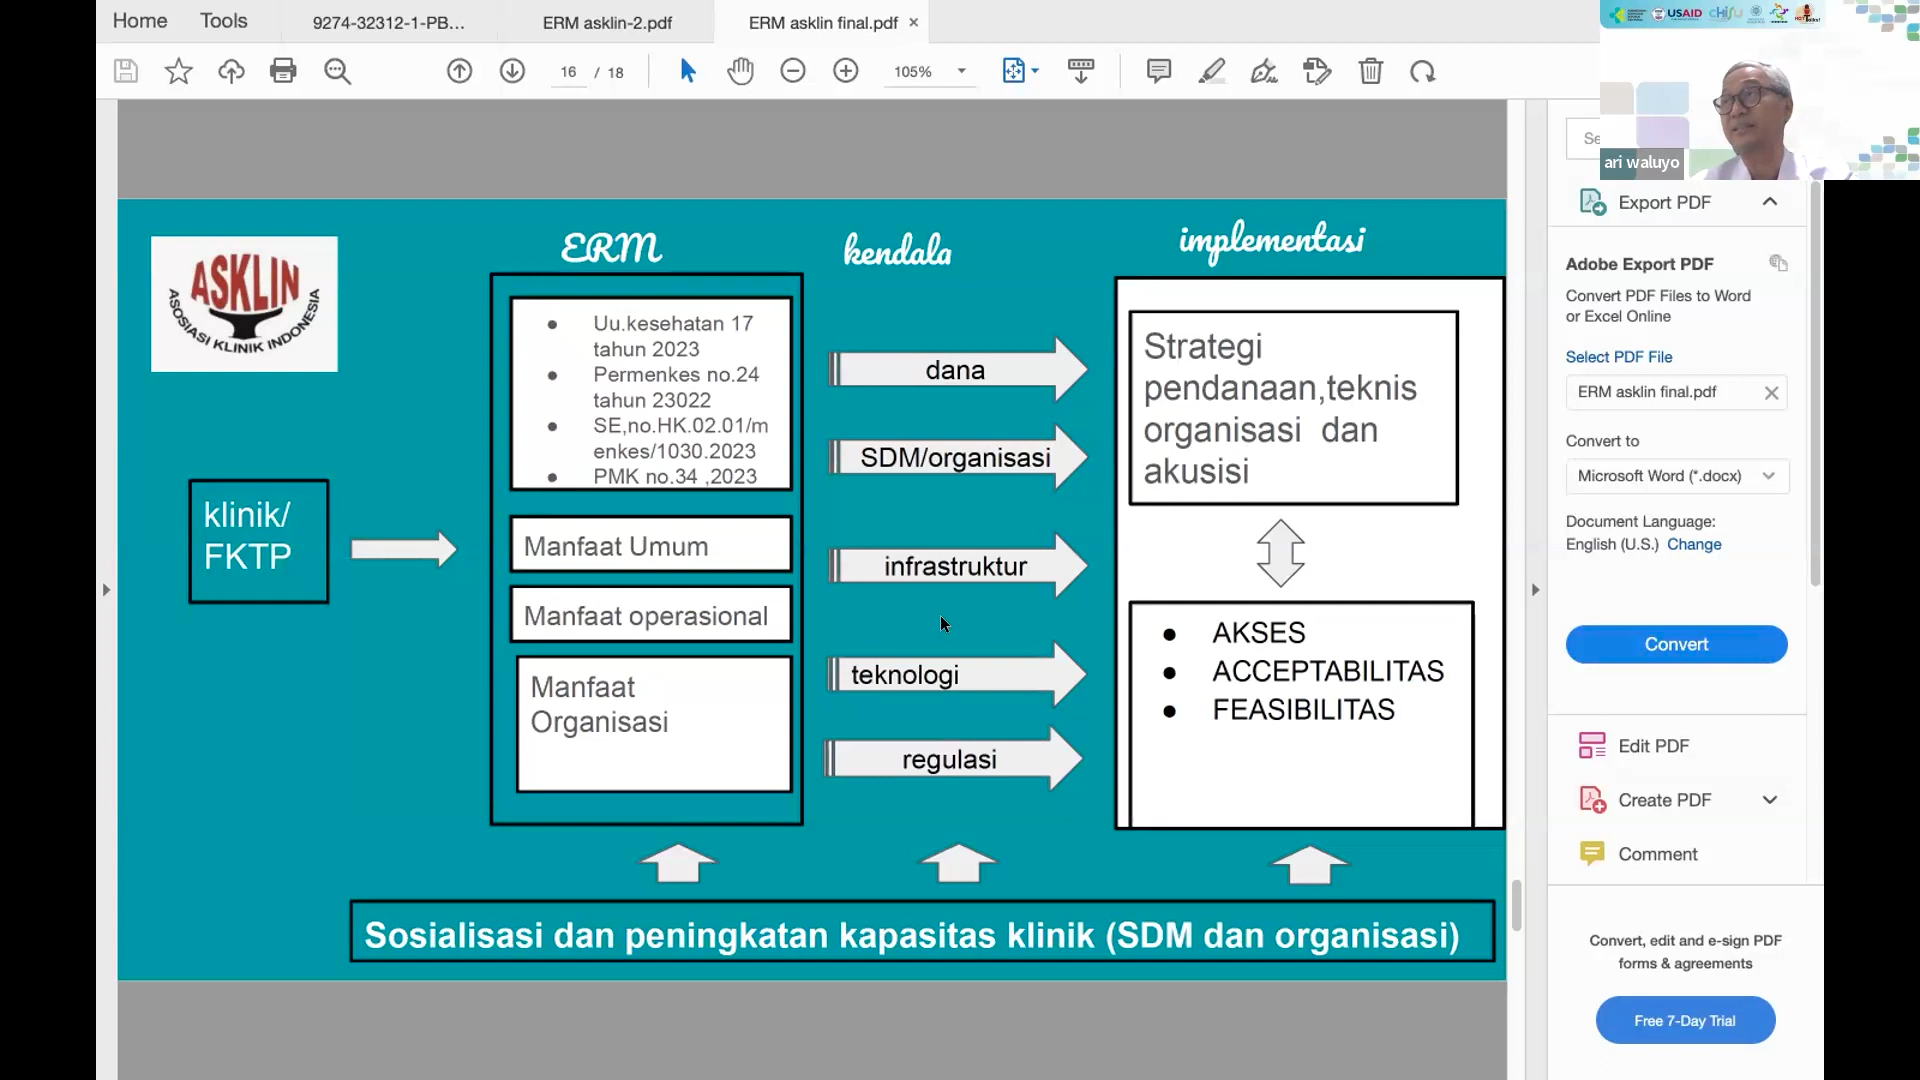 Home
Tools
9274-32312-1-PB...
ERM asklin-2.pdf
ERM asklin final.pdf
16 / 18
105%
USAID
ari waluyo
Se
Export PDF
Adobe Export PDF
Convert PDF Files to Word
or Excel Online
Select PDF File
ERM asklin final.pdf
Convert to
Microsoft Word (*.docx)
Document Language:
English (U.S.) Change
Convert
Edit PDF
Create PDF
Comment
Convert, edit and e-sign PDF
forms & agreements
Free 7-Day Trial
ASKLIN
ASOSIASI KLINIK INDONESIA
klinik/
FKTP
ERM
Uu.kesehatan 17
tahun 2023
Permenkes no.24
tahun 23022
SE,no.HK.02.01/m
enkes/1030.2023
PMK no.34 ,2023
Manfaat Umum
Manfaat operasional
Manfaat
Organisasi
kendala
dana
SDM/organisasi
infrastruktur
teknologi
regulasi
implementasi
Strategi
pendanaan,teknis
organisasi dan
akusisi
AKSES
ACCEPTABILITAS
FEASIBILITAS
Sosialisasi dan peningkatan kapasitas klinik (SDM dan organisasi)